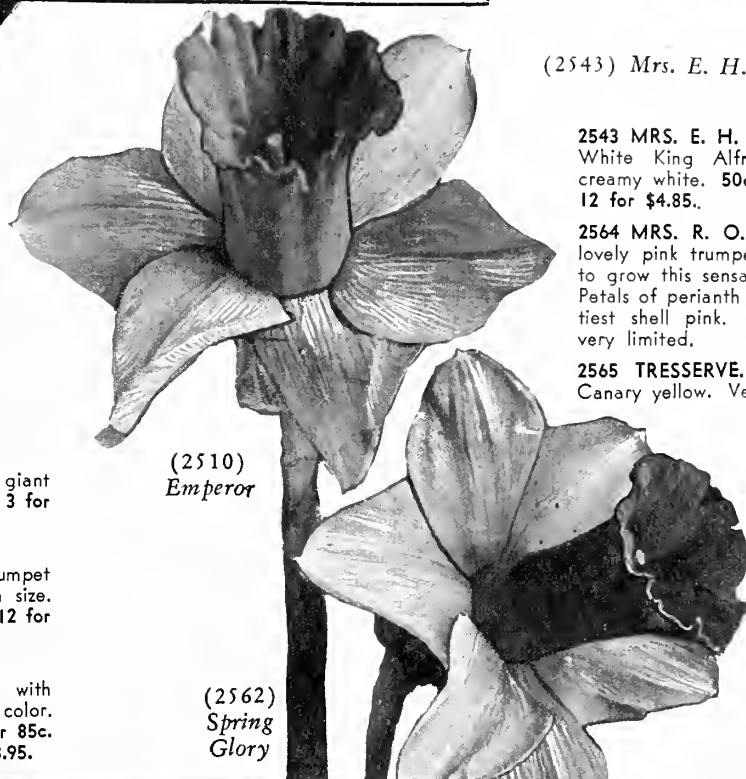 (2543) Mrs. E. H.
2543 MRS. E. H.
White King Alfr
creamy white. 50c
12 for $4.85.
2564 MRS. R. O.
lovely pink trumpe
to grow this sensa
Petals of perianth
tiest shell pink.
very limited.
2565 TRESSERVE.
Canary yellow. Ve
(2510)
Emperor
giant
3 for
umpet
size.
12 for
with
color.
r 85c.
.95.
(2562)
Spring
Glory